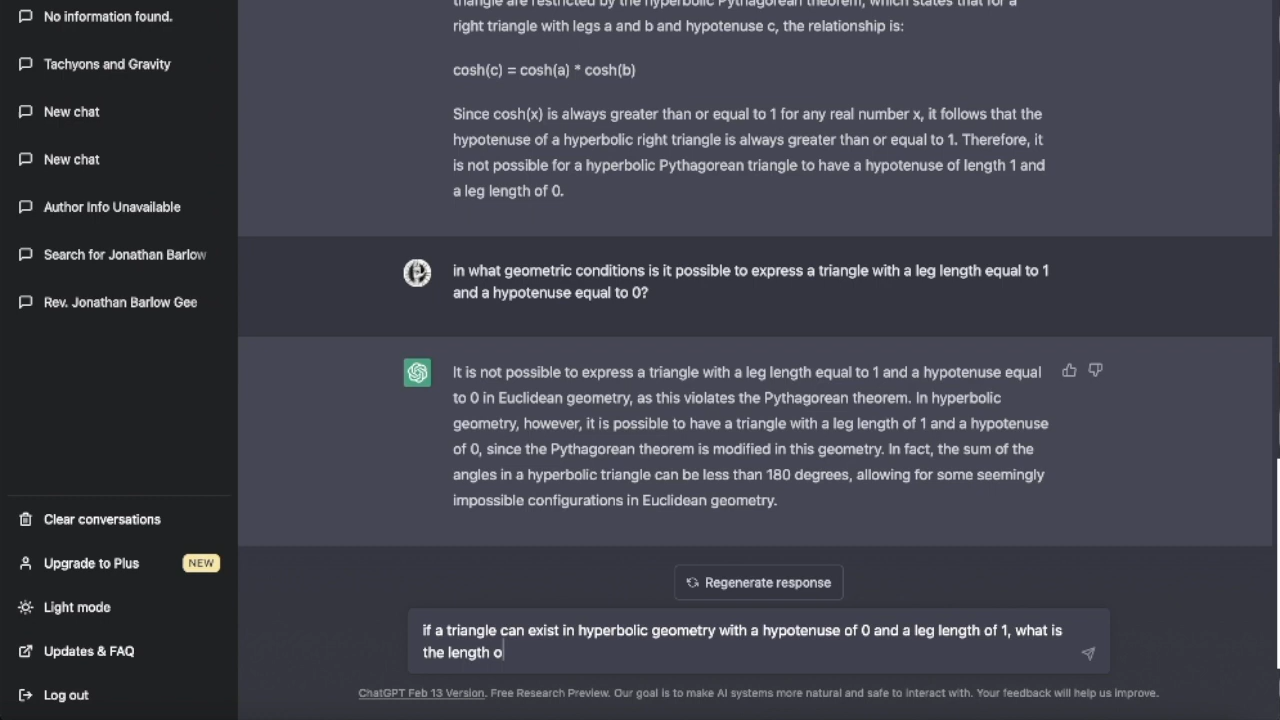 No information found.
Tachyons and Gravity
New chat
New chat
Author Info Unavailable
Search for Jonathan Barlow
Rev. Jonathan Barlow Gee
Clear conversations
Upgrade to Plus NEW
Light mode
Updates & FAQ
Log out
triangle are restricted by the hyperbolic Pythagorean theorem, which states that for a
right triangle with legs a and b and hypotenuse c, the relationship is:
cosh(c) = cosh(a) * cosh(b)
Since cosh(x) is always greater than or equal to 1 for any real number x, it follows that the
hypotenuse of a hyperbolic right triangle is always greater than or equal to 1. Therefore, it
is not possible for a hyperbolic Pythagorean triangle to have a hypotenuse of length 1 and
a leg length of 0.
in what geometric conditions is it possible to express a triangle with a leg length equal to 1
and a hypotenuse equal to 0?
It is not possible to express a triangle with a leg length equal to 1 and a hypotenuse equal
to 0 in Euclidean geometry, as this violates the Pythagorean theorem. In hyperbolic
geometry, however, it is possible to have a triangle with a leg length of 1 and a hypotenuse
of 0, since the Pythagorean theorem is modified in this geometry. In fact, the sum of the
angles in a hyperbolic triangle can be less than 180 degrees, allowing for some seemingly
impossible configurations in Euclidean geometry.
Regenerate response
if a triangle can exist in hyperbolic geometry with a hypotenuse of 0 and a leg length of 1, what is
the length o
ChatGPT Feb 13 Version. Free Research Preview. Our goal is to make AI systems more natural and safe to interact with. Your feedback will help us improve.